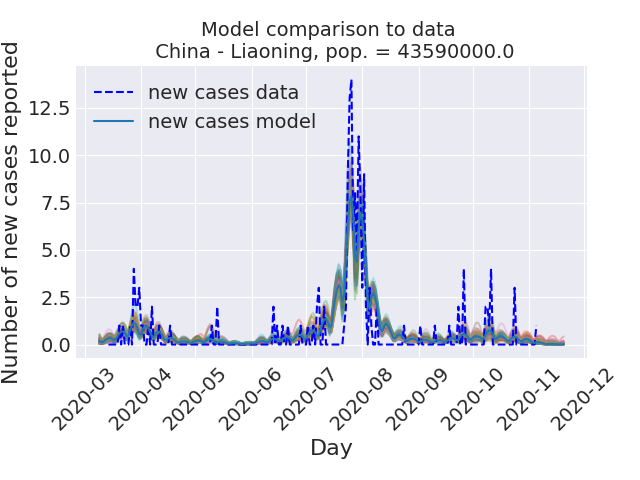 Model comparison to data
China - Liaoning, pop. = 43590000.0
Number of new cases reported
12.5
10.0
7.5
5.0
2.5
0.0
new cases data
new cases model
2020-03
2020-04
2020-05
2020-06
2020-07
2020-08
2020-09
2020-10
2020-11
2020-12
Day